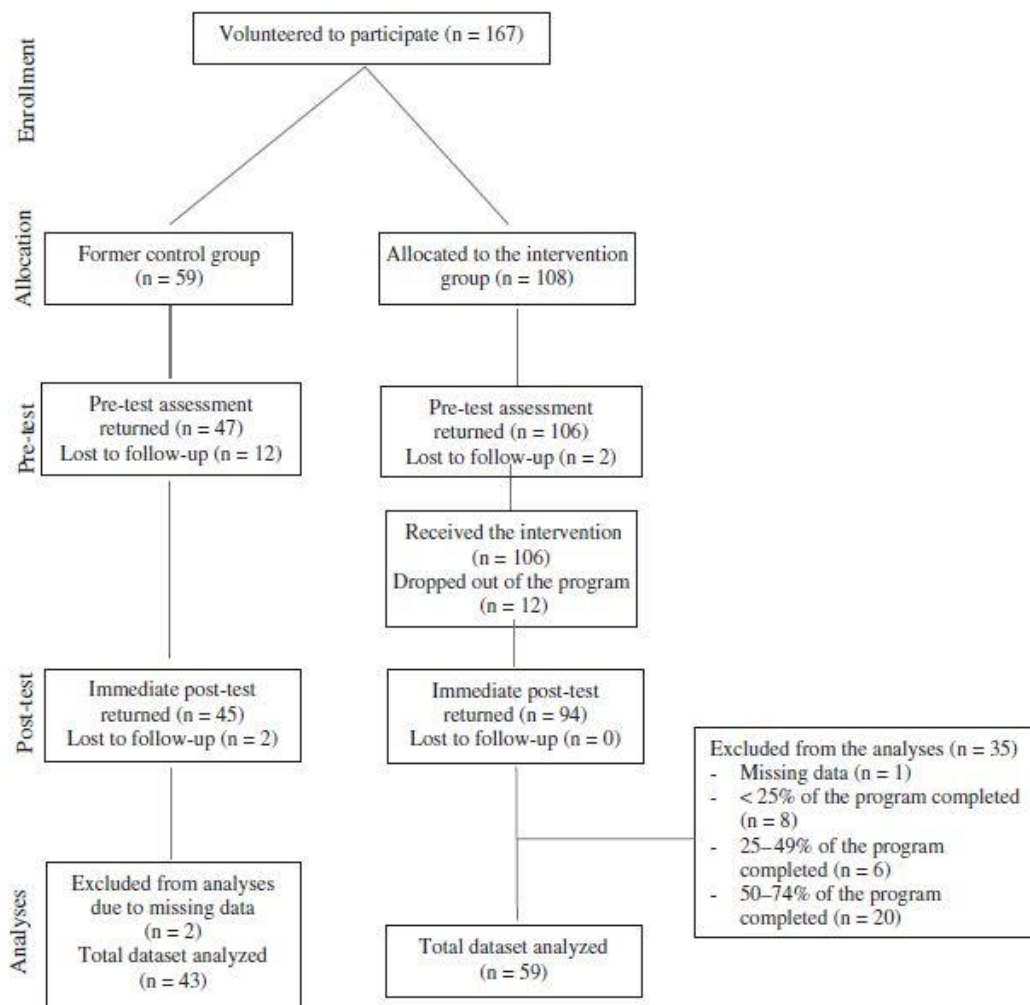 Enrollment
Volunteered to participate (n = 167)
Allocation
Former control group
(n = 59)
Allocated to the intervention
group (n = 108)
Pre-test
Pre-test assessment
returned (n = 47)
Lost to follow-up (n = 12)
Pre-test assessment
returned (n = 106)
Lost to follow-up (n = 2)
Received the intervention
(n = 106)
Dropped out of the program
(n = 12)
Post-test
Immediate post-test
returned (n = 45)
Lost to follow-up (n = 2)
Immediate post-test
returned (n = 94)
Lost to follow-up (n = 0)
Excluded from the analyses (n = 35)
- Missing data (n = 1)
- < 25% of the program completed
(n = 8)
- 25–49% of the program
completed (n = 6)
- 50–74% of the program
completed (n = 20)
Analyses
Excluded from analyses
due to missing data
(n = 2)
Total dataset analyzed
(n = 43)
Total dataset analyzed
(n = 59)